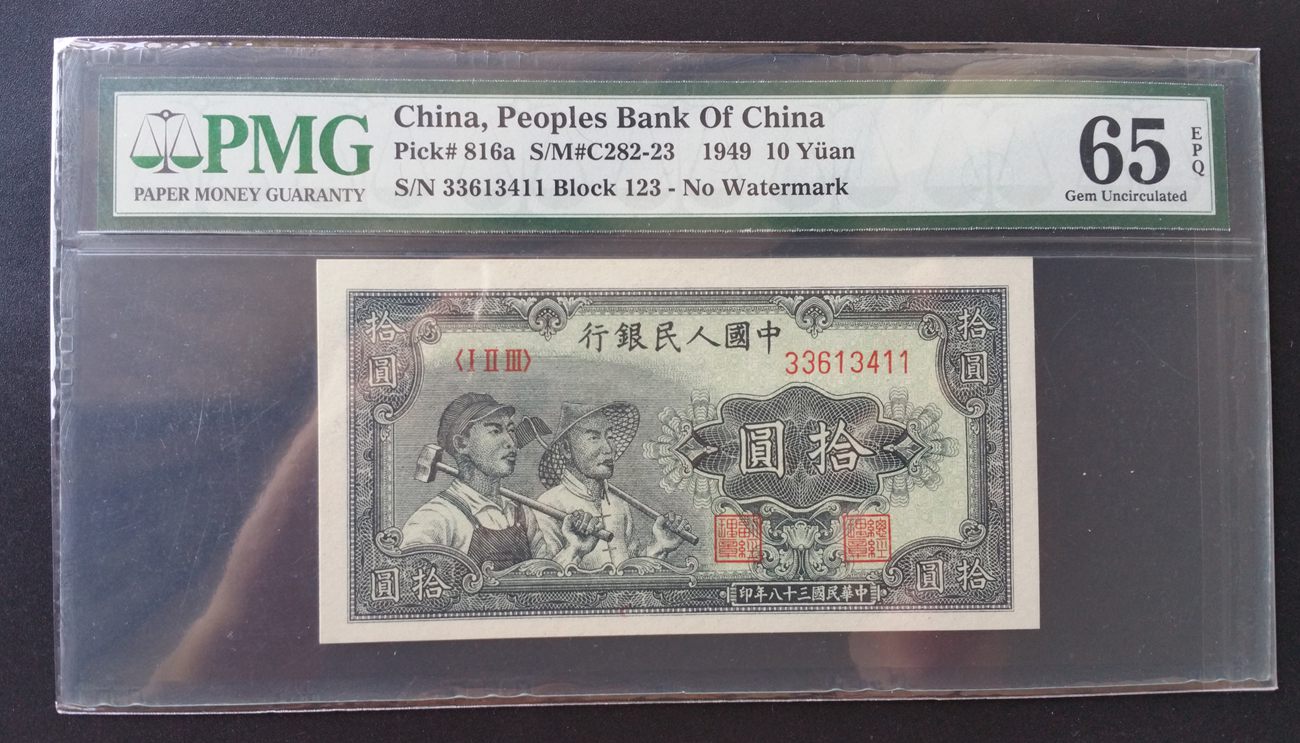 PMG
PAPER MONEY GUARANTY
China, Peoples Bank Of China
Pick# 816a S/M#C282-23 1949 10 Yüan
S/N 33613411 Block 123 - No Watermark
65
EPQ
Gem Uncirculated
行銀民人國中
〈I II III〉
33613411
拾圓
拾圓
圓拾
圓拾
圓拾
印年八十三國民華中